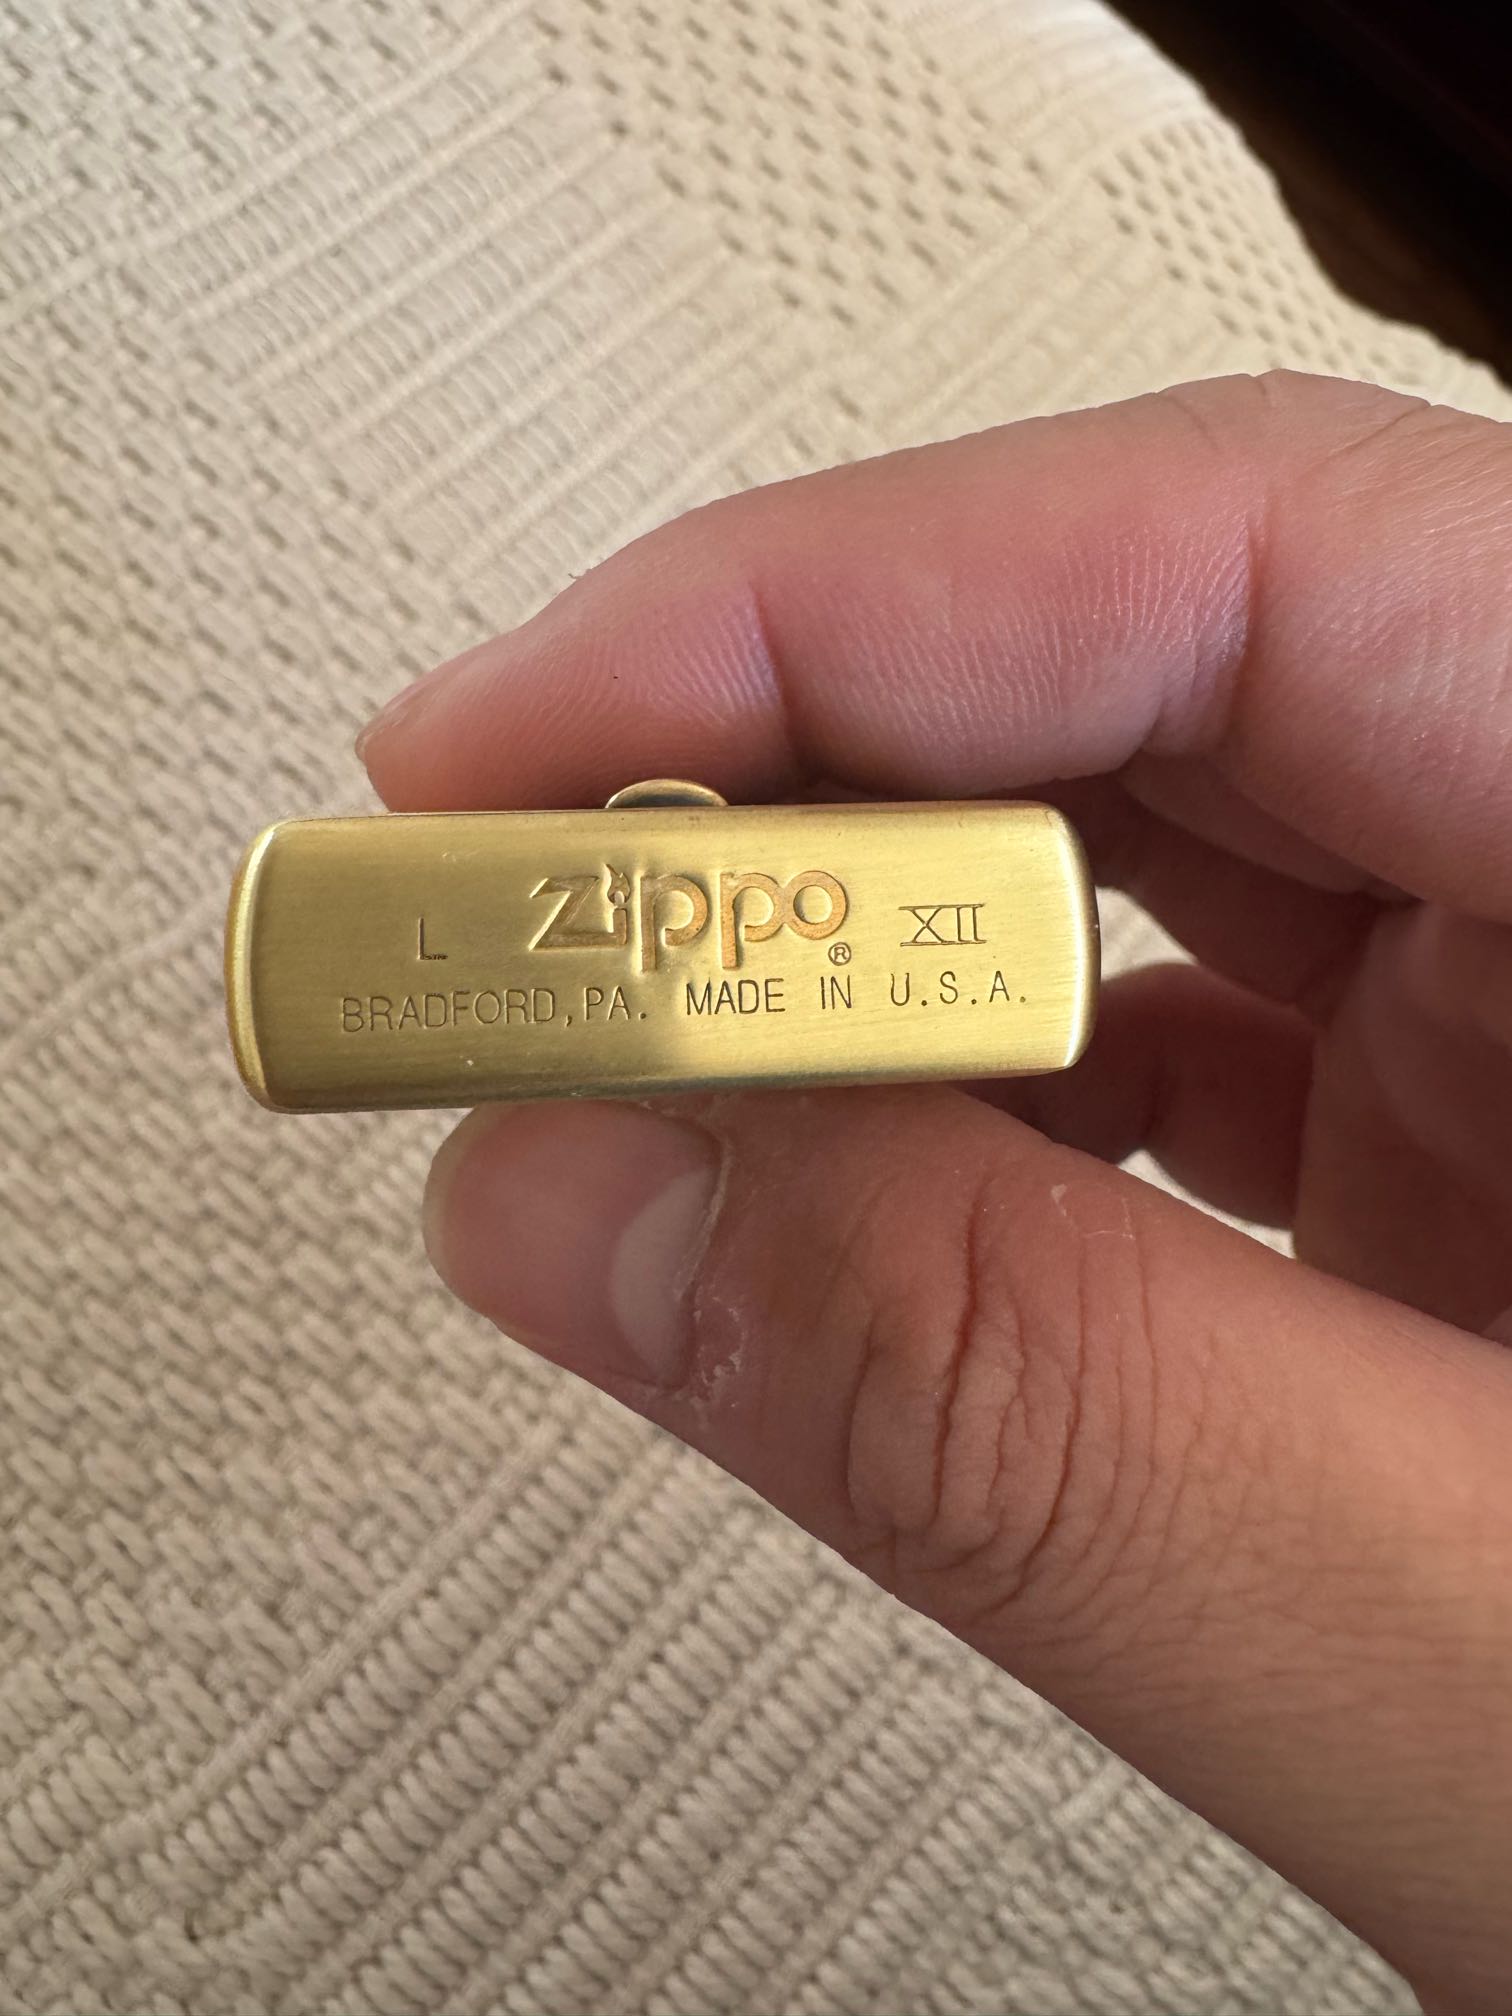 L Zippo® XII
BRADFORD, PA. MADE IN U.S.A.